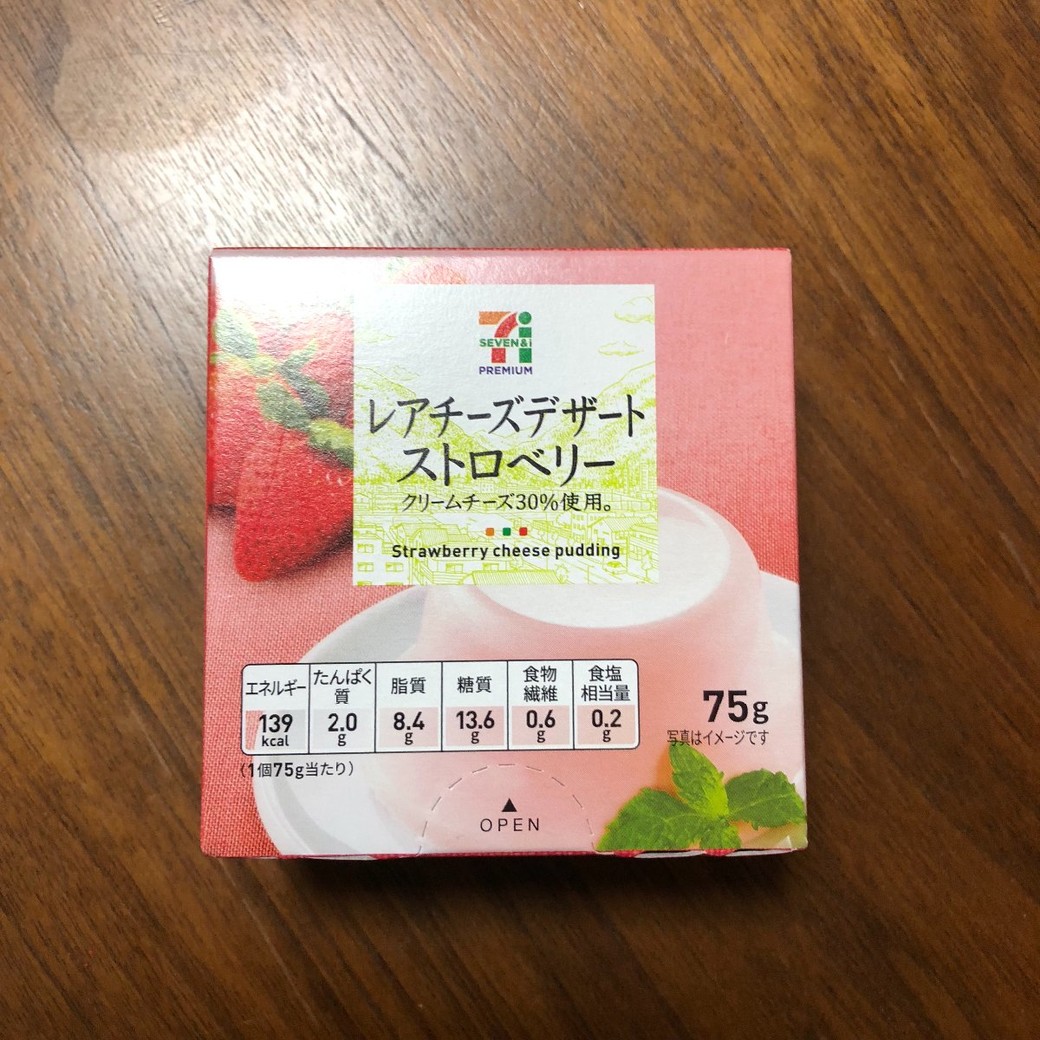 SEVEN&i
PREMIUM
レアチーズデザート
ストロベリー
クリームチーズ30%使用。
Strawberry cheese pudding
エネルギー
139
kcal
たんぱく
質
2.0
g
脂質
8.4
g
糖質
13.6
g
食物
繊維
0.6
g
食塩
相当量
0.2
g
(1個75g当たり)
75g
写真はイメージです
▲
OPEN